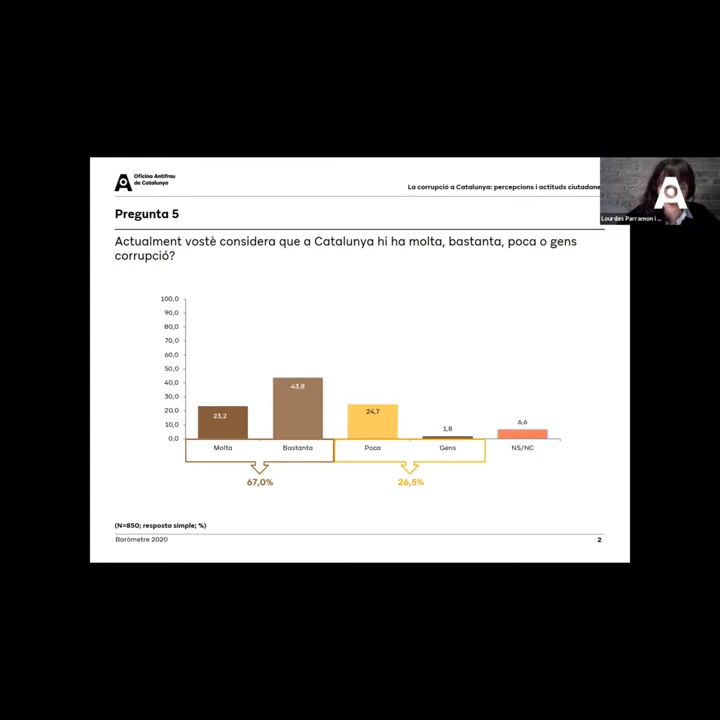 Oficina Antifrau
de Catalunya
La corrupció a Catalunya: percepcions i actituds ciutadane
Lourdes Parramon i ...
Pregunta 5
Actualment vostè considera que a Catalunya hi ha molta, bastanta, poca o gens
corrupció?
100,0
90,0
80,0
70,0
60,0
50,0
40,0
30,0
20,0
10,0
0,0
23,2
43,8
24,7
1,8
6,6
Molta
Bastanta
Poca
Gens
NS/NC
67,0%
26,5%
(N=850; resposta simple; %)
Baròmetre 2020
2